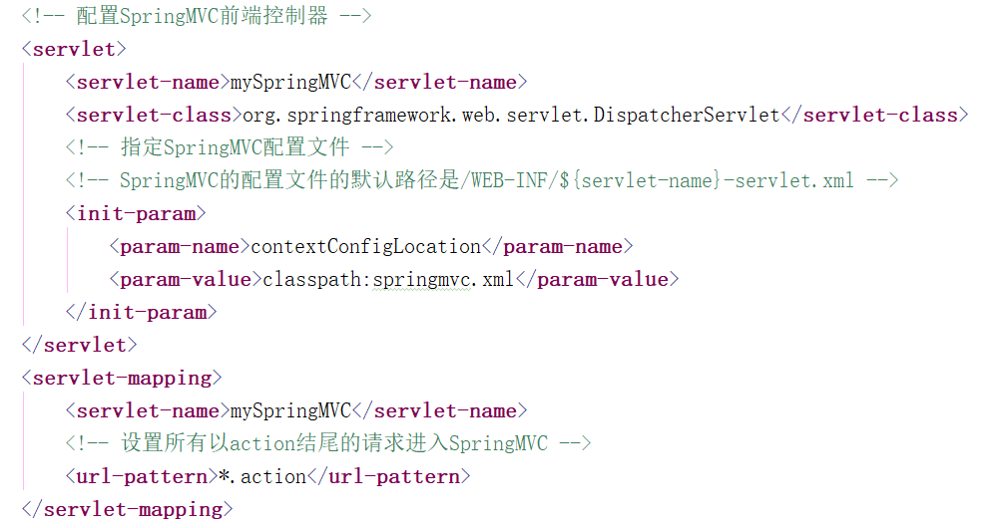 <!-- 配置SpringMVC前端控制器 -->
<servlet>
<servlet-name>mySpringMVC</servlet-name>
<servlet-class>org.springframework.web.servlet.DispatcherServlet</servlet-class>
<!-- 指定SpringMVC配置文件 -->
<!-- SpringMVC的配置文件的默认路径是/WEB-INF/${servlet-name}-servlet.xml -->
<init-param>
<param-name>contextConfigLocation</param-name>
<param-value>classpath:springmvc.xml</param-value>
</init-param>
</servlet>
<servlet-mapping>
<servlet-name>mySpringMVC</servlet-name>
<!-- 设置所有以action结尾的请求进入SpringMVC -->
<url-pattern>*.action</url-pattern>
</servlet-mapping>